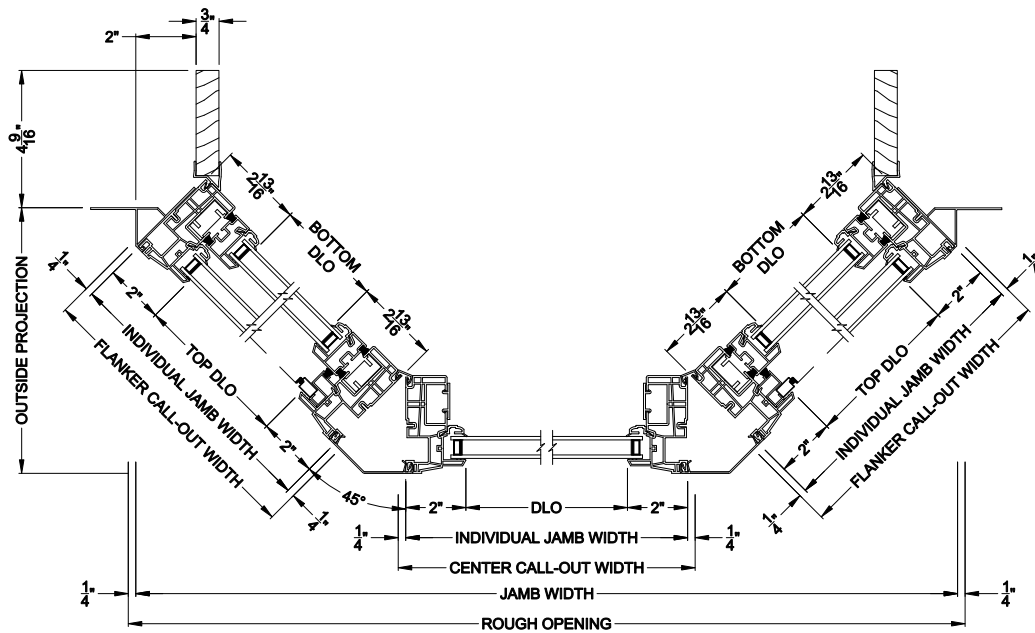 3/4"
2"
4 9/16"
2 13/16"
2 13/16"
BOTTOM
DLO
BOTTOM
DLO
1/4"
1/4"
OUTSIDE PROJECTION
2"
2"
2 13/16"
2 13/16"
TOP DLO
TOP DLO
INDIVIDUAL JAMB WIDTH
INDIVIDUAL JAMB WIDTH
FLANKER CALL-OUT WIDTH
FLANKER CALL-OUT WIDTH
2"
2"
45°
1/4"
1/4"
2"
DLO
2"
1/4"
INDIVIDUAL JAMB WIDTH
1/4"
CENTER CALL-OUT WIDTH
1/4"
JAMB WIDTH
1/4"
ROUGH OPENING